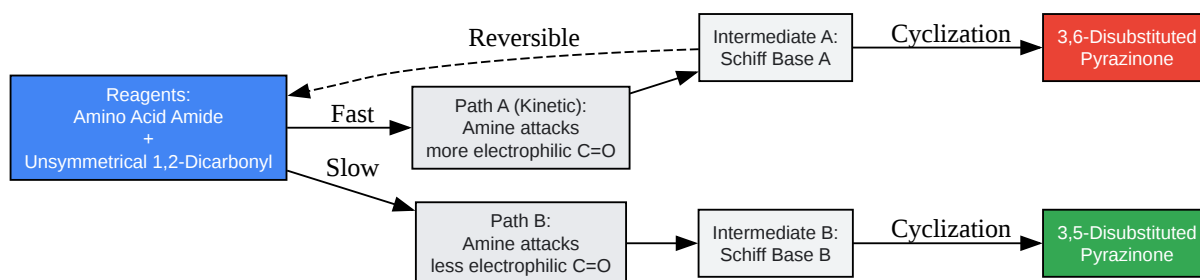 Reagents:
Amino Acid Amide
+
Unsymmetrical 1,2-Dicarbonyl
Reversible
Fast
Slow
Path A (Kinetic):
Amine attacks
more electrophilic C=O
Intermediate A:
Schiff Base A
Cyclization
3,6-Disubstituted
Pyrazinone
Path B:
Amine attacks
less electrophilic C=O
Intermediate B:
Schiff Base B
Cyclization
3,5-Disubstituted
Pyrazinone